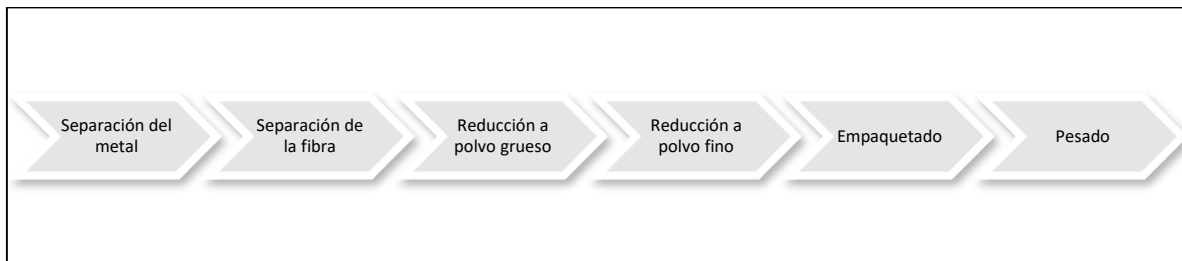 Separación del
metal
Separación de
la fibra
Reducción a
polvo grueso
Reducción a
polvo fino
Empaquetado
Pesado